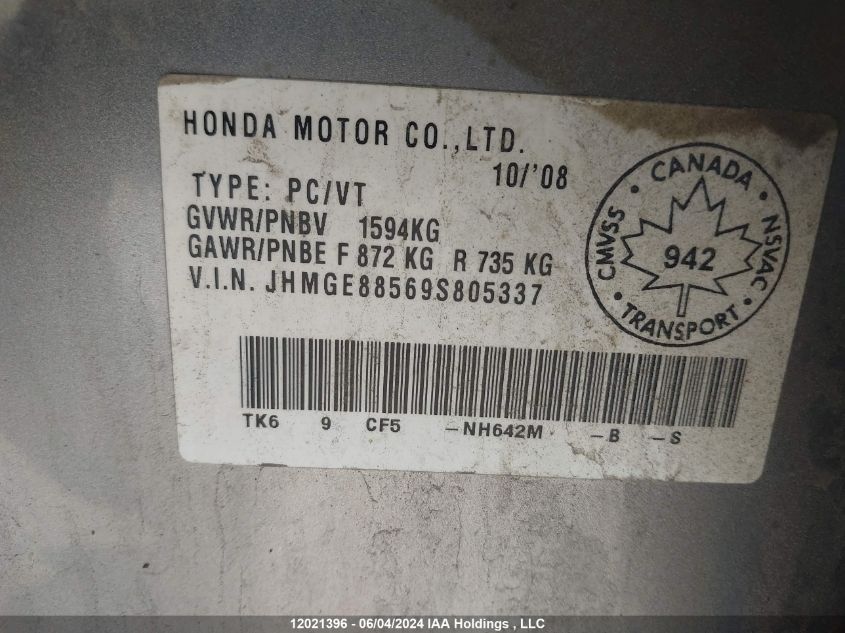 HONDA MOTOR CO.,LTD.
10/'08
TYPE: PC/VT
GVWR/PNBV 1594KG
GAWR/PNBE F 872 KG R 735 KG
V.I.N. JHMGE88569S805337
CANADA
CMVSS • NSVAC
942
TRANSPORT
TK6 9 CF5 -NH642M -B -S
12021396 - 06/04/2024 IAA Holdings , LLC